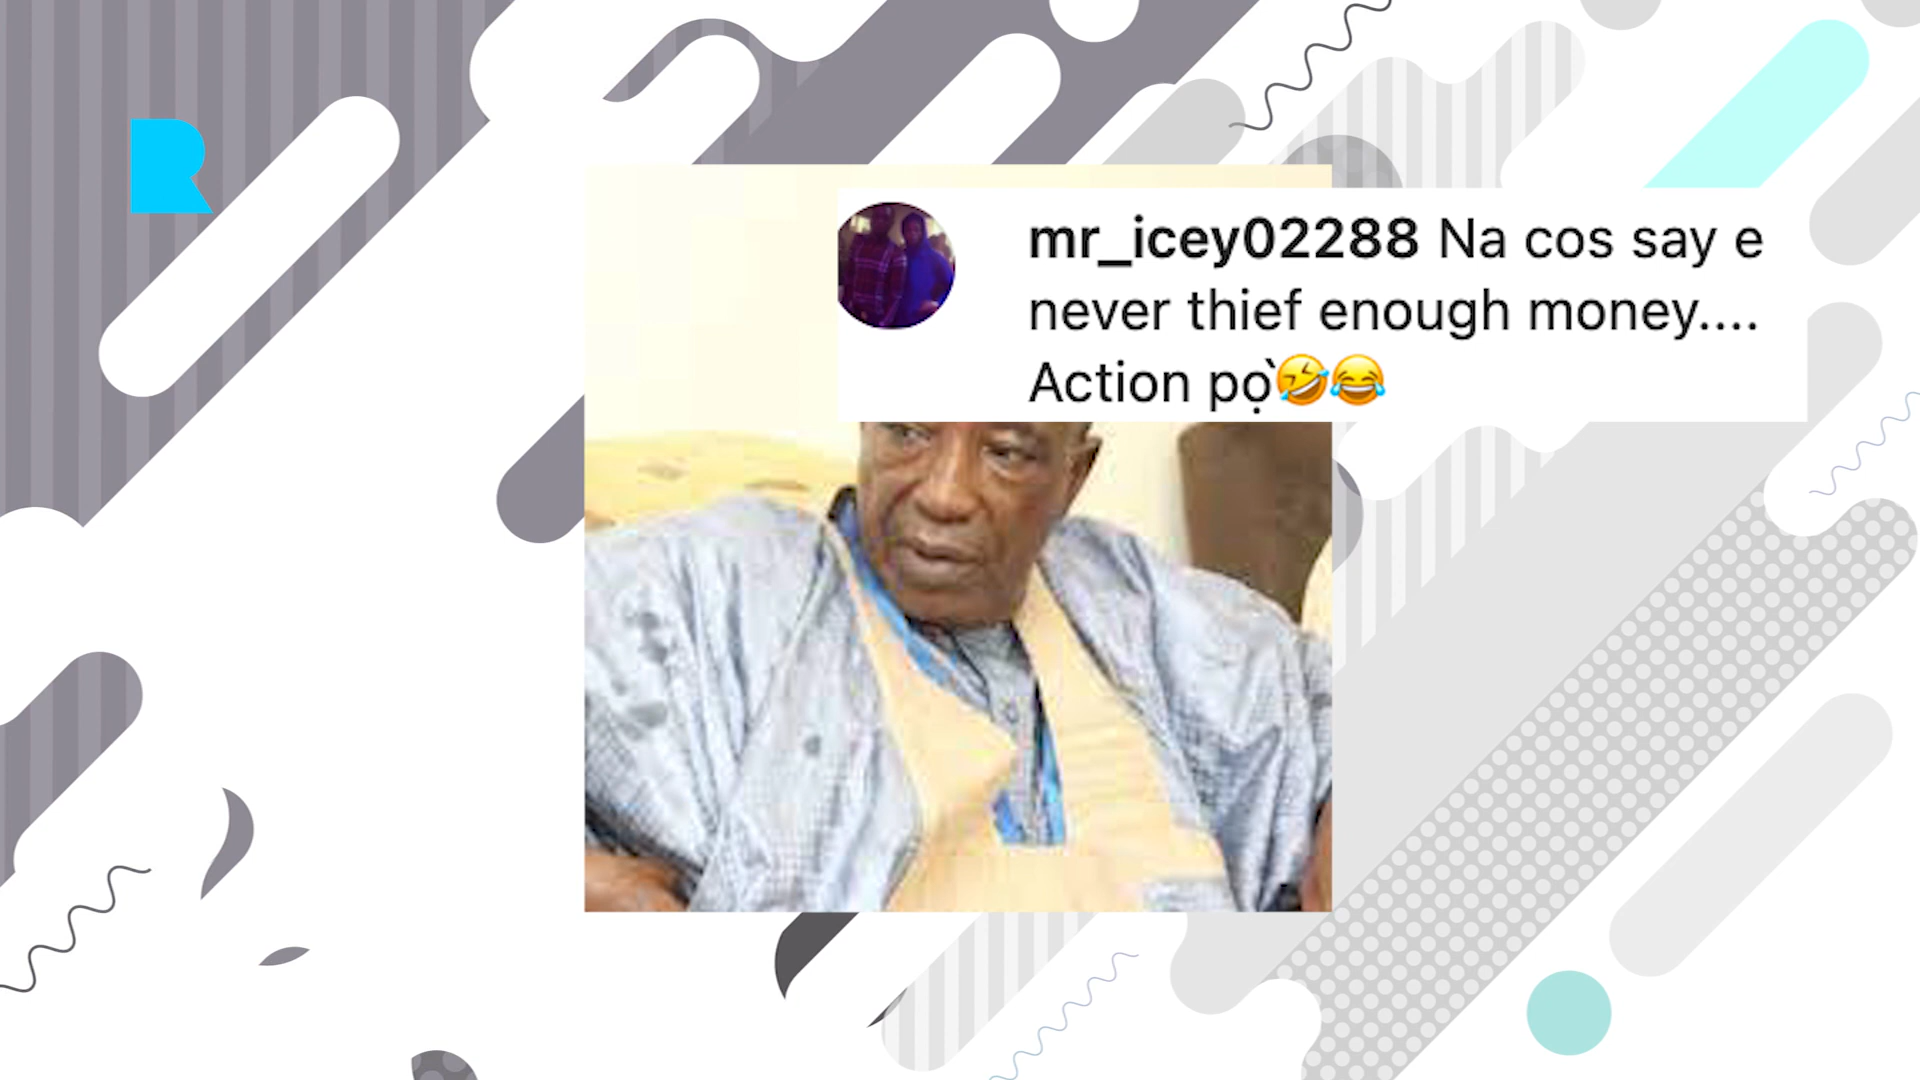 R
mr_icey02288 Na cos say e
never thief enough money....
Action pọ̀🤣😂